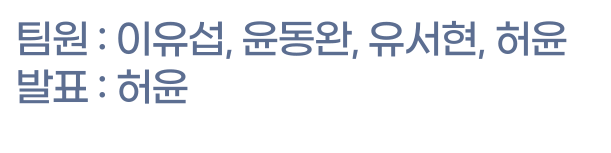 팀원 : 이유섭, 윤동완, 유서현, 허윤
발표 : 허윤